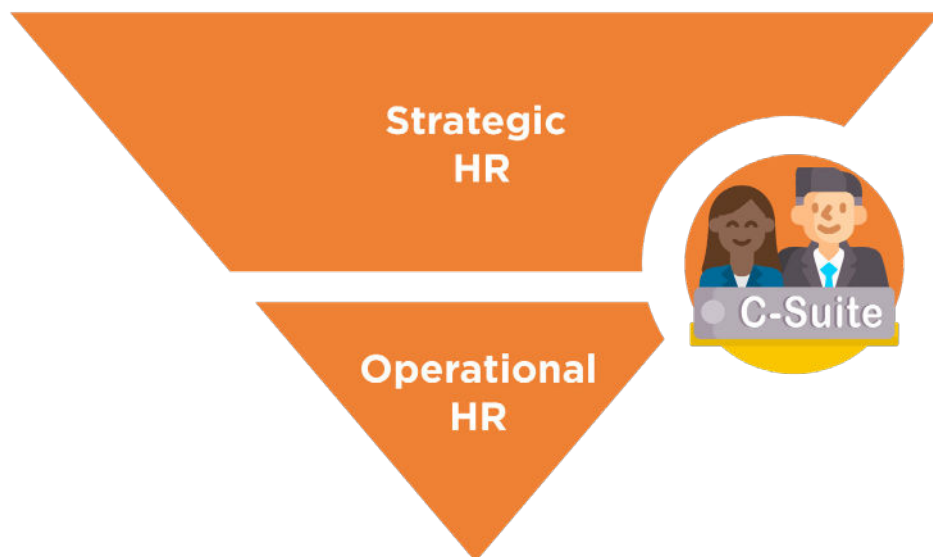 Strategic
HR
C-Suite
Operational
HR